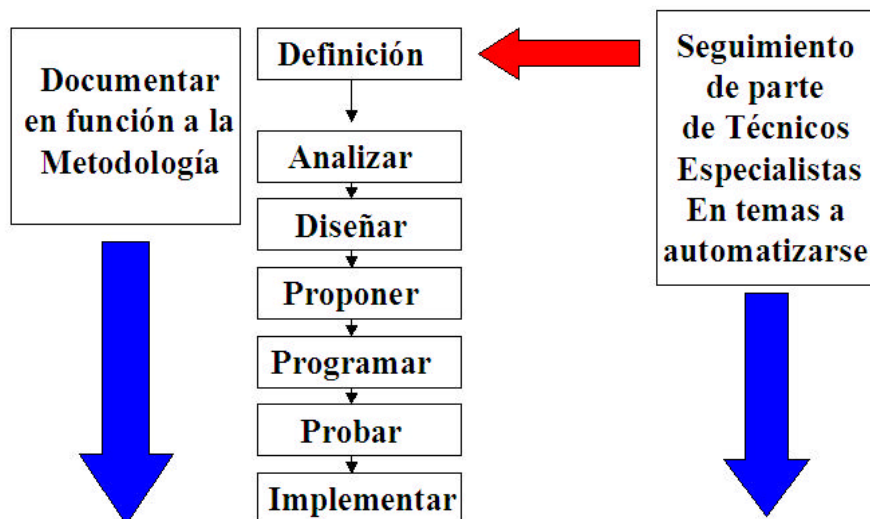 Documentar
en función a la
Metodología
Definición
Analizar
Diseñar
Proponer
Programar
Probar
Implementar
Seguimiento
de parte
de Técnicos
Especialistas
En temas a
automatizarse